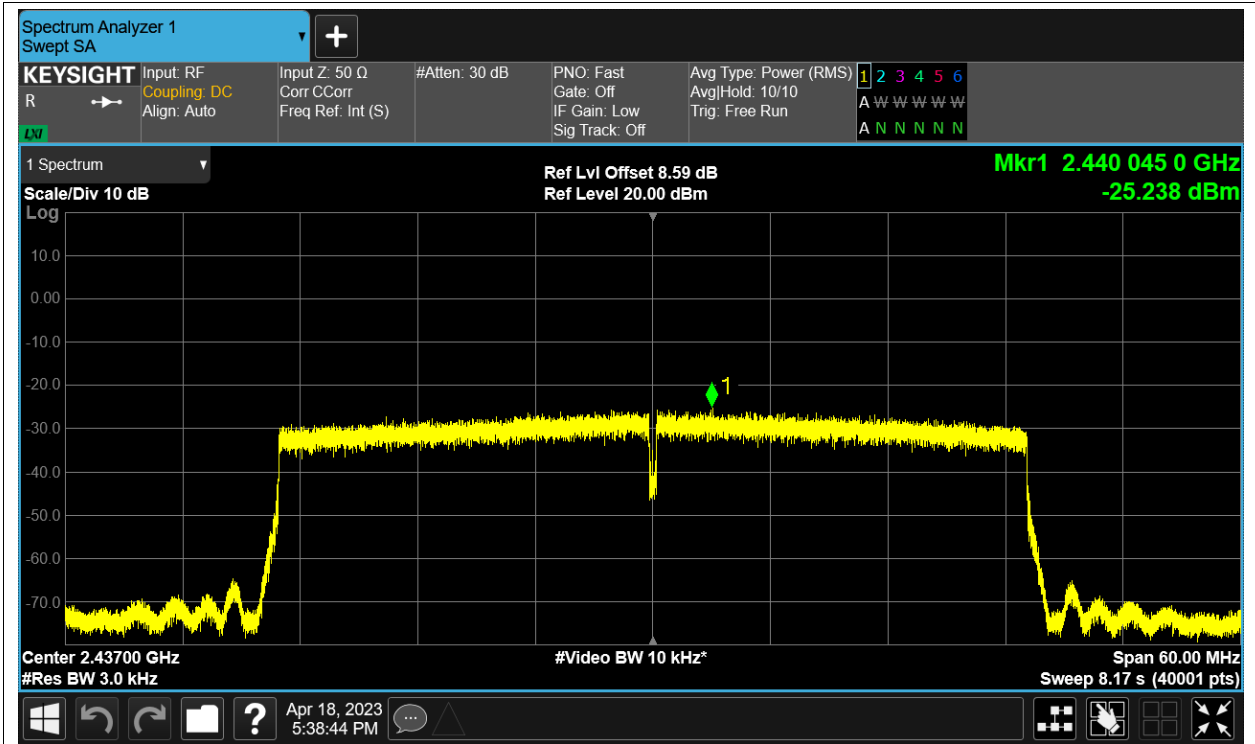 Spectrum Analyzer 1
Swept SA
KEYSIGHT
R
LXI
Input: RF
Coupling: DC
Align: Auto
Input Z: 50 Ω
Corr CCorr
Freq Ref: Int (S)
#Atten: 30 dB
PNO: Fast
Gate: Off
IF Gain: Low
Sig Track: Off
Avg Type: Power (RMS)
Avg|Hold: 10/10
Trig: Free Run
1 2 3 4 5 6
A W W W W W
A N N N N N
1 Spectrum
Scale/Div 10 dB
Log
Ref Lvl Offset 8.59 dB
Ref Level 20.00 dBm
Mkr1 2.440 045 0 GHz
-25.238 dBm
10.0
0.00
-10.0
-20.0
-30.0
-40.0
-50.0
-60.0
-70.0
1
Center 2.43700 GHz
#Res BW 3.0 kHz
#Video BW 10 kHz*
Span 60.00 MHz
Sweep 8.17 s (40001 pts)
?
Apr 18, 2023
5:38:44 PM